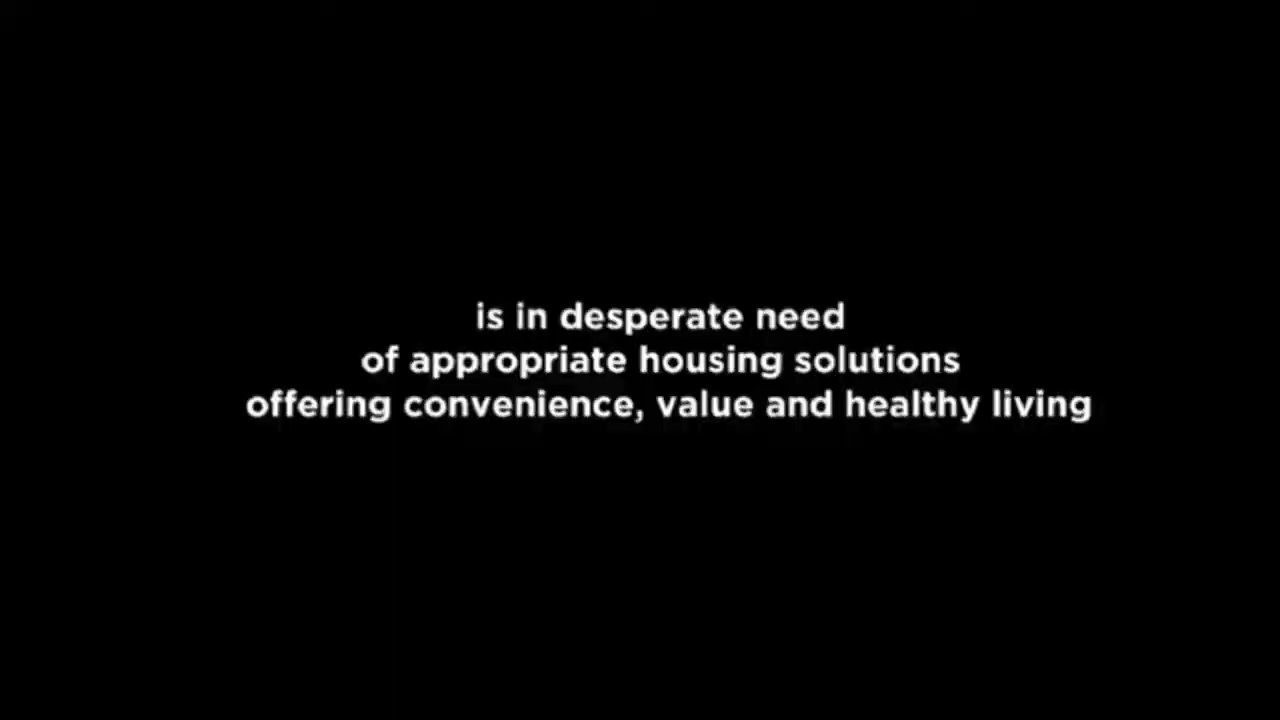 is in desperate need
of appropriate housing solutions
offering convenience, value and healthy living